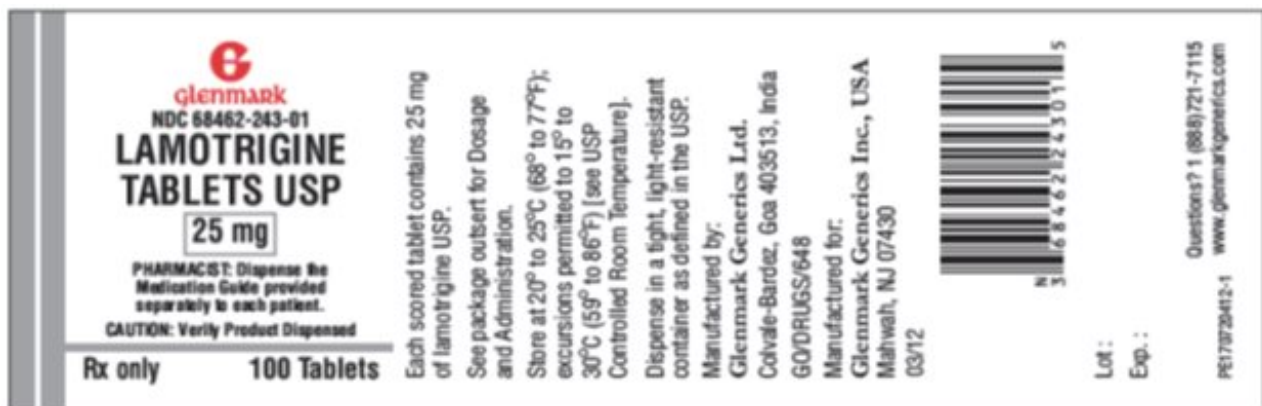 Glenmark
NDC 68462-243-01
LAMOTRIGINE
TABLETS USP
25 mg
PHARMACIST: Dispense the
Medication Guide provided
separately to each patient.
CAUTION: Verify Product Dispensed
Rx only 100 Tablets
Each scored tablet contains 25 mg
of lamotrigine USP.
See package outsert for Dosage
and Administration.
Store at 20° to 25°C (68° to 77°F);
excursions permitted to 15° to
30°C (59° to 86°F) [see USP
Controlled Room Temperature].
Dispense in a tight, light-resistant
container as defined in the USP.
Manufactured by:
Glenmark Generics Ltd.
Colvale-Bardez, Goa 403513, India
GO/DRUGS/648
Manufactured for:
Glenmark Generics Inc., USA
Mahwah, NJ 07430
03/12
N
3 68462 24301 5
Lot :
Exp. :
Questions? 1 (888)721-7115
www.glenmarkgenerics.com
PE170720412-1